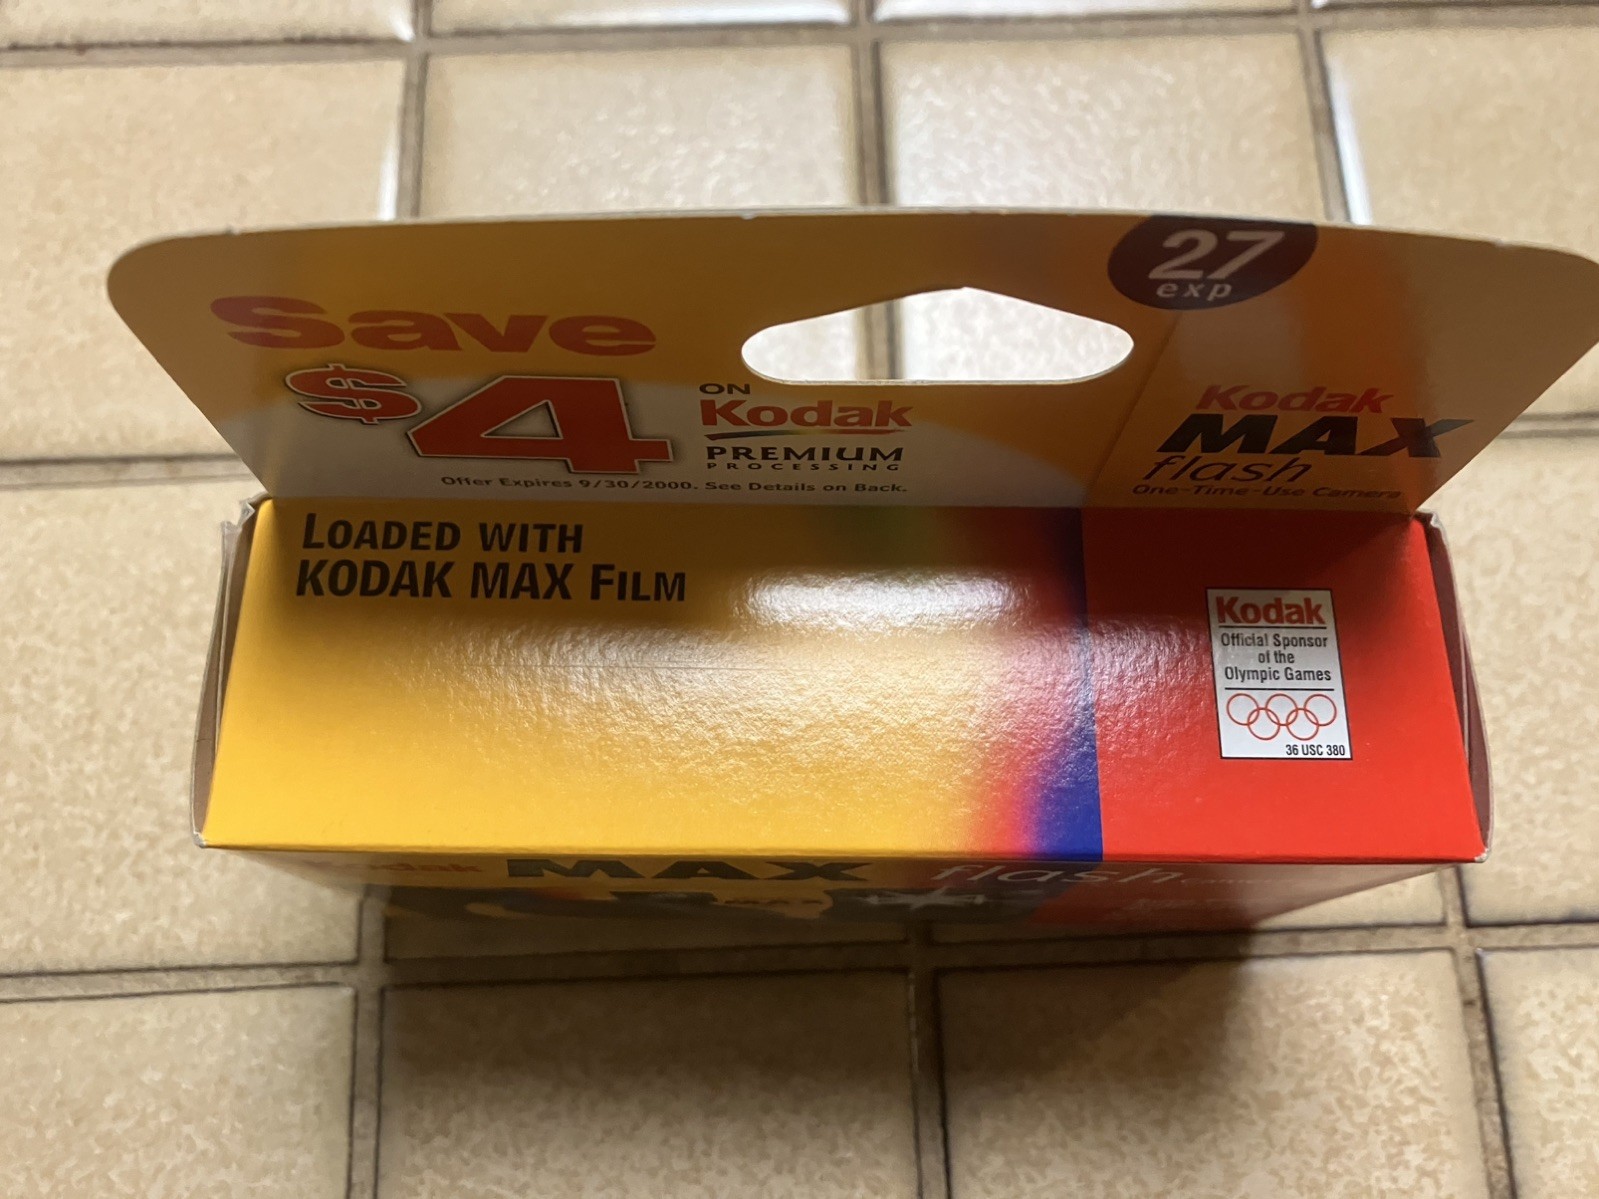 27
exp
Save
$4
ON
Kodak
PREMIUM
PROCESSING
Offer Expires 9/30/2000. See Details on Back.
Kodak
MAX
flash
One-Time-Use Camera
LOADED WITH
KODAK MAX FILM
Kodak
Official Sponsor
of the
Olympic Games
36 USC 380
Kodak MAX flash